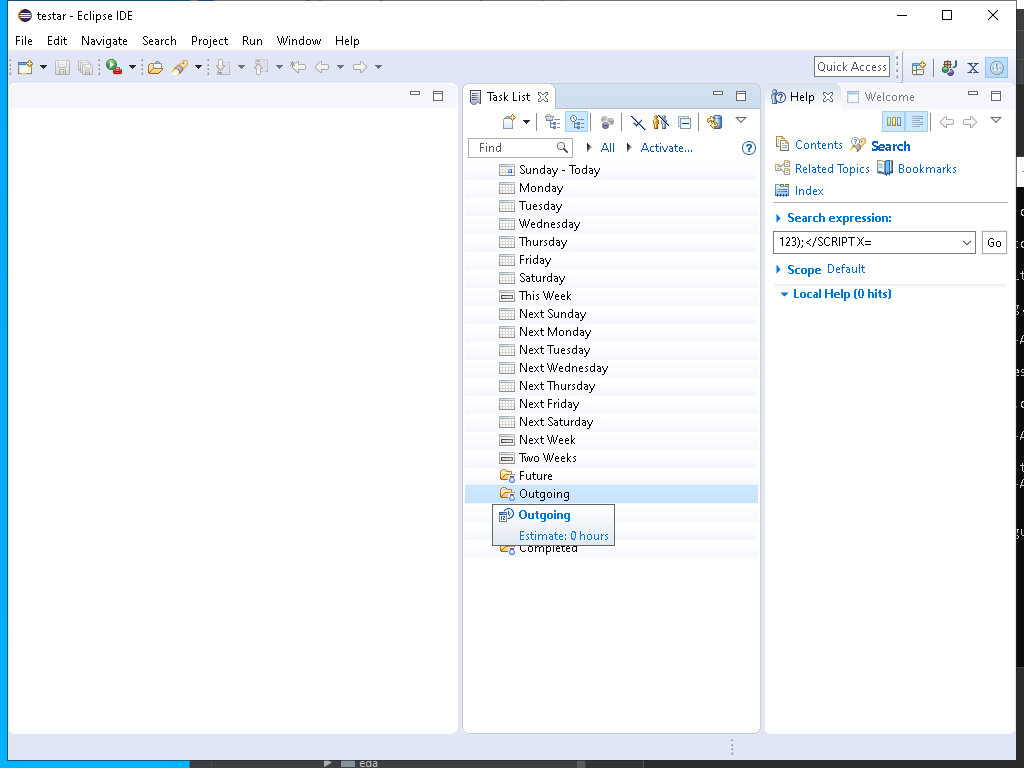 testar - Eclipse IDE
File Edit Navigate Search Project Run Window Help
Quick Access
Task List
Find All Activate...
Sunday - Today
Monday
Tuesday
Wednesday
Thursday
Friday
Saturday
This Week
Next Sunday
Next Monday
Next Tuesday
Next Wednesday
Next Thursday
Next Friday
Next Saturday
Next Week
Two Weeks
Future
Outgoing
Outgoing
Estimate: 0 hours
Completed
Help Welcome
Contents Search
Related Topics Bookmarks
Index
Search expression:
123);</SCRIPT X= Go
Scope Default
Local Help (0 hits)
eda